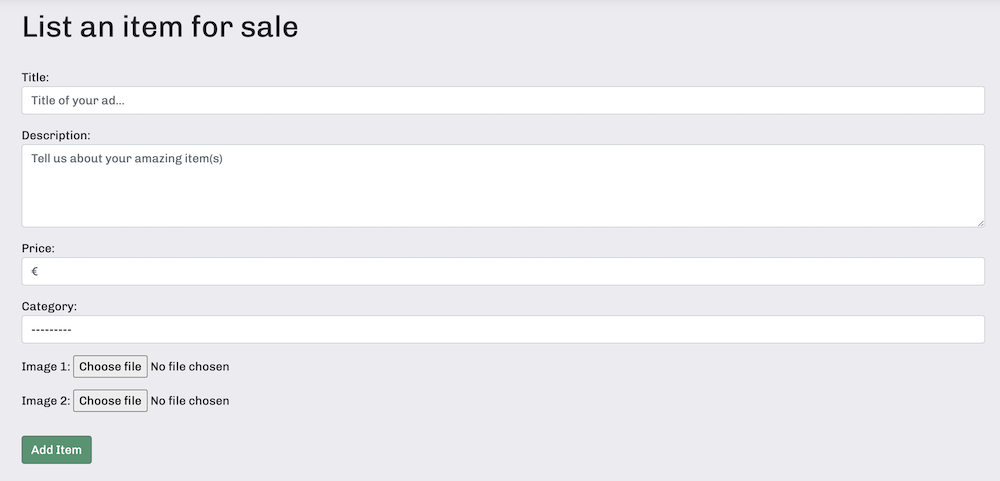 List an item for sale
Title:
Title of your ad...
Description:
Tell us about your amazing item(s)
Price:
€
Category:
---------
Image 1: Choose file No file chosen
Image 2: Choose file No file chosen
Add Item